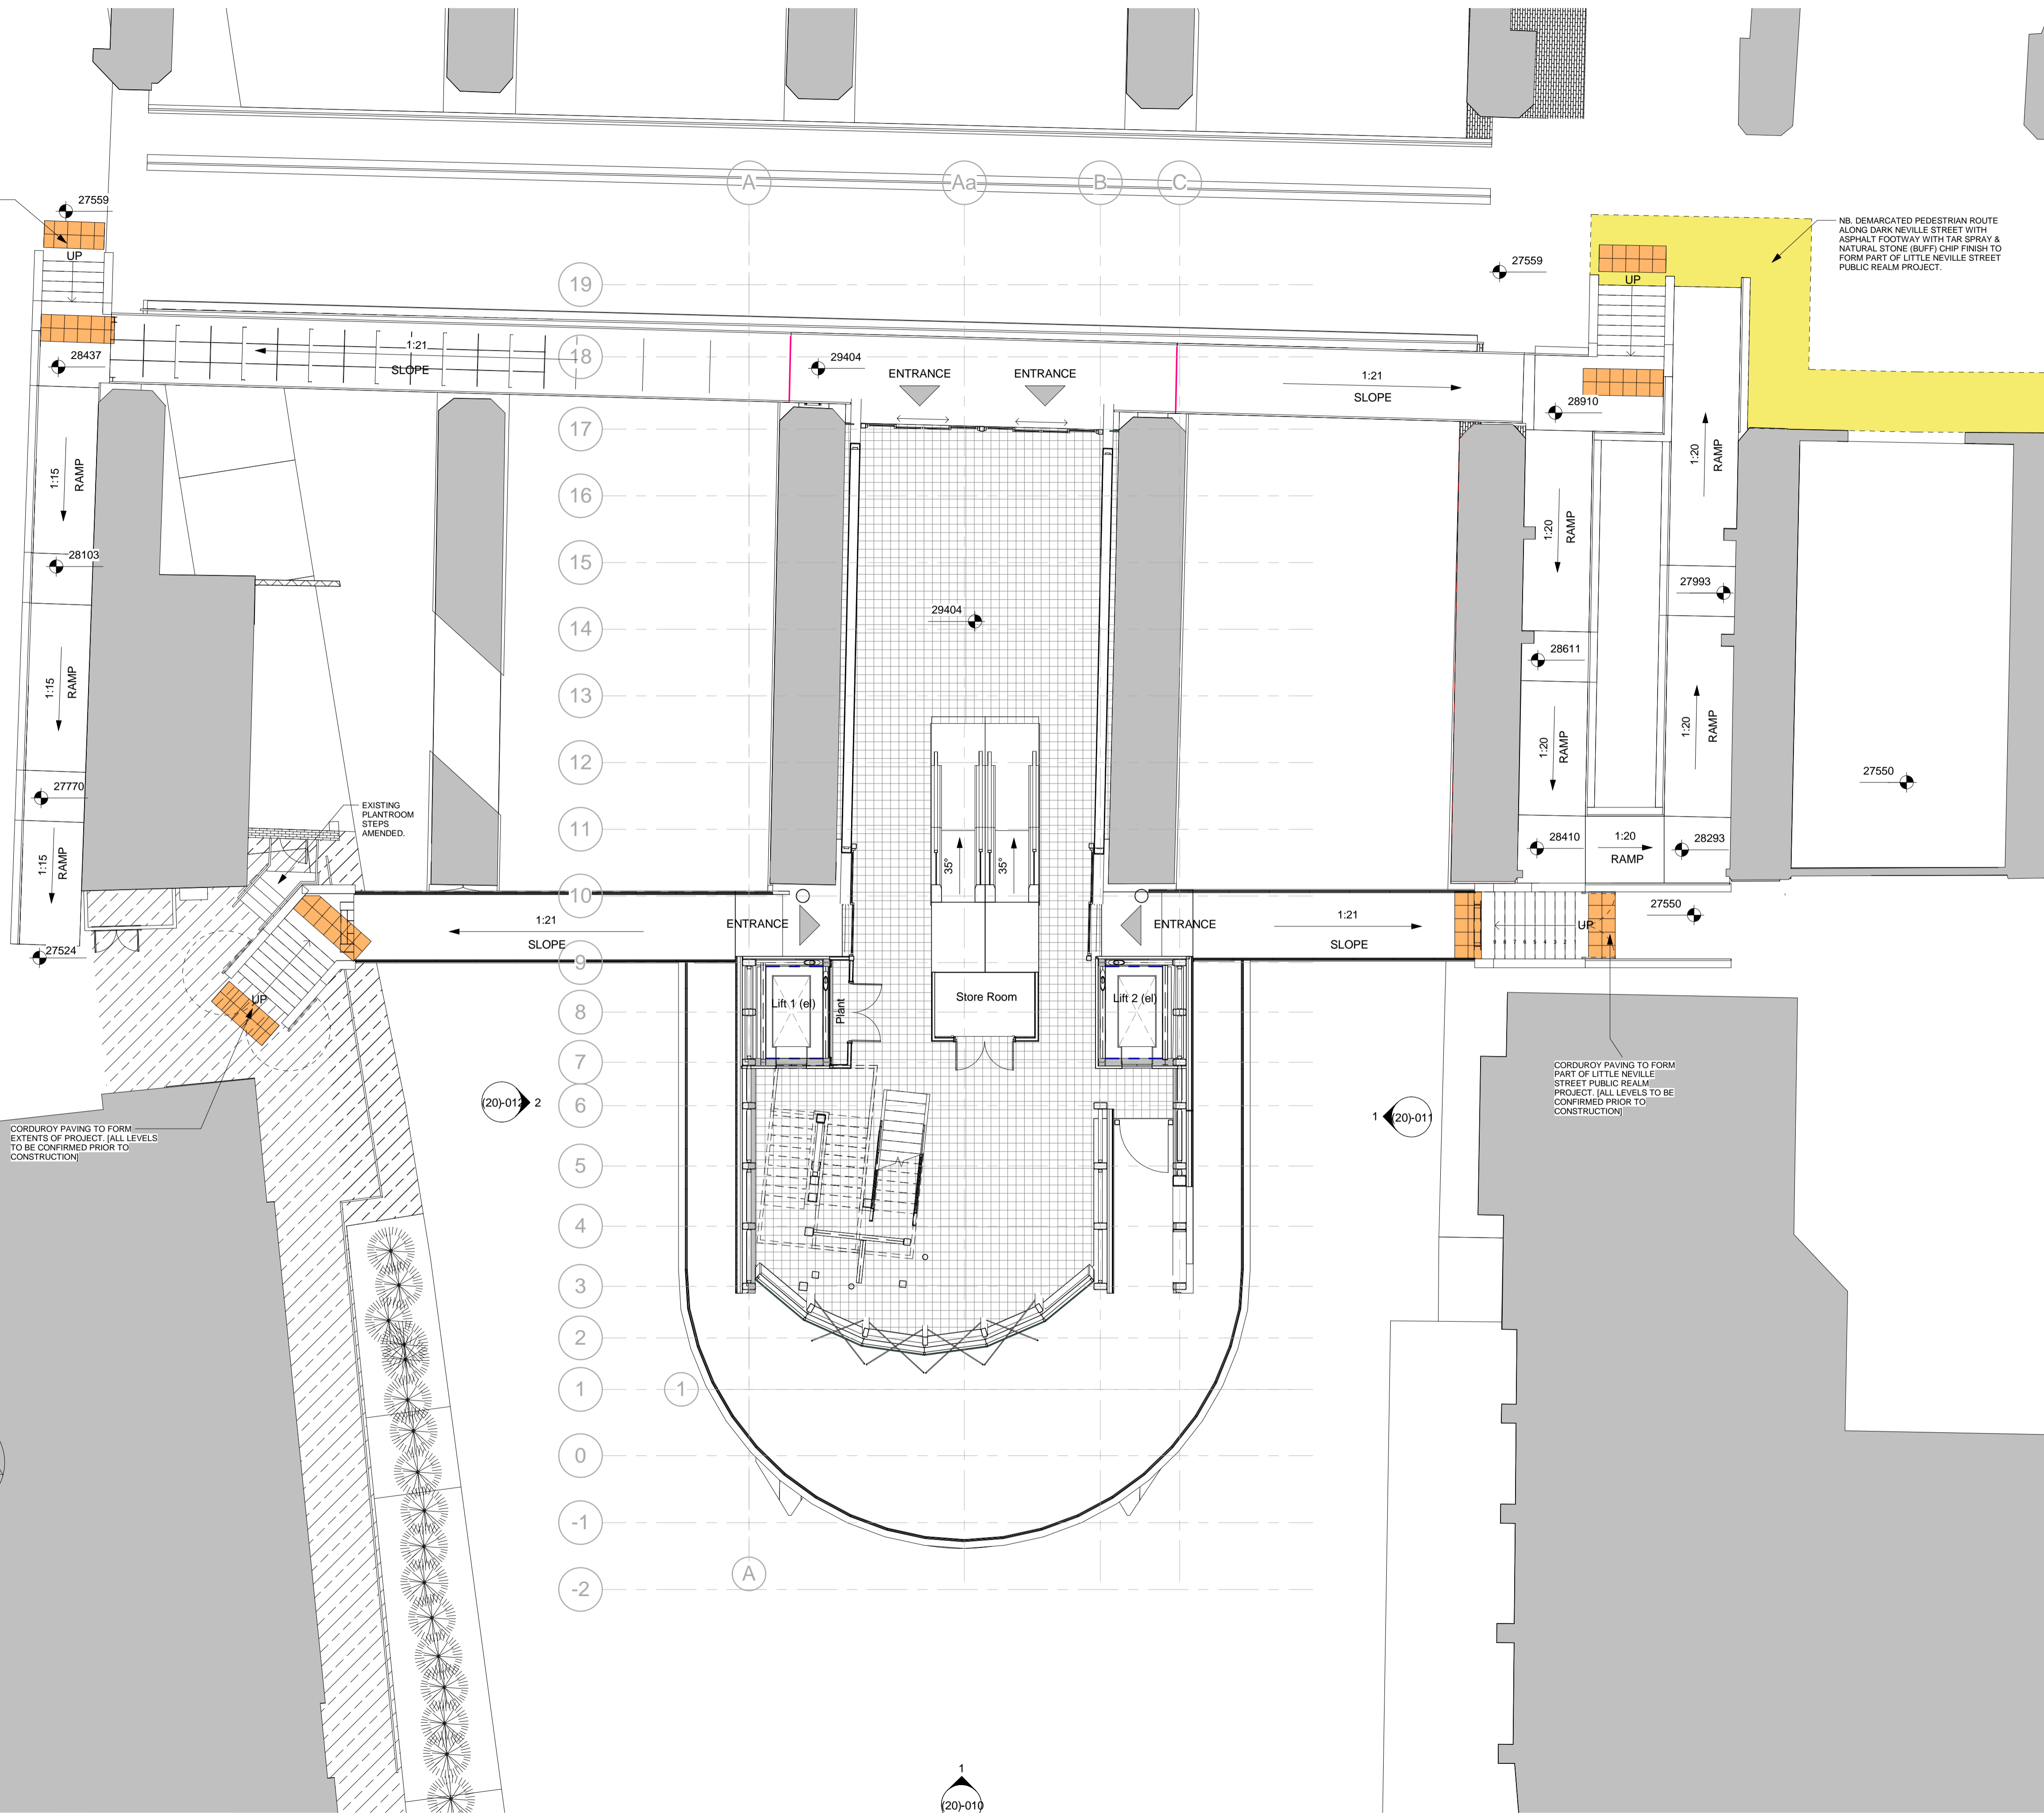 A
Aa
B
C
27559
UP
28437
1:21
SLOPE
29404
ENTRANCE
ENTRANCE
1:21
SLOPE
27559
UP
28910
NB. DEMARCATED PEDESTRIAN ROUTE
ALONG DARK NEVILLE STREET WITH
ASPHALT FOOTWAY WITH TAR SPRAY &
NATURAL STONE (BUFF) CHIP FINISH TO
FORM PART OF LITTLE NEVILLE STREET
PUBLIC REALM PROJECT.
19
18
17
16
15
14
13
12
11
10
9
8
7
6
5
4
3
2
1
1
0
-1
-2
A
1:15
RAMP
28103
1:15
RAMP
27770
1:15
RAMP
27524
EXISTING
PLANTROOM
STEPS
AMENDED.
UP
CORDUROY PAVING TO FORM
EXTENTS OF PROJECT. [ALL LEVELS
TO BE CONFIRMED PRIOR TO
CONSTRUCTION]
1:21
SLOPE
ENTRANCE
29404
35°
35°
ENTRANCE
1:21
SLOPE
Lift 1 (el)
Plant
Store Room
Lift 2 (el)
1:20
RAMP
28611
1:20
RAMP
28410
1:20
RAMP
28293
1:20
RAMP
27993
1:20
RAMP
27550
9 8 7 6 5 4 3 2 1
UP
27550
CORDUROY PAVING TO FORM
PART OF LITTLE NEVILLE
STREET PUBLIC REALM
PROJECT. [ALL LEVELS TO BE
CONFIRMED PRIOR TO
CONSTRUCTION]
(20)-012 2
1 (20)-011
1
(20)-010